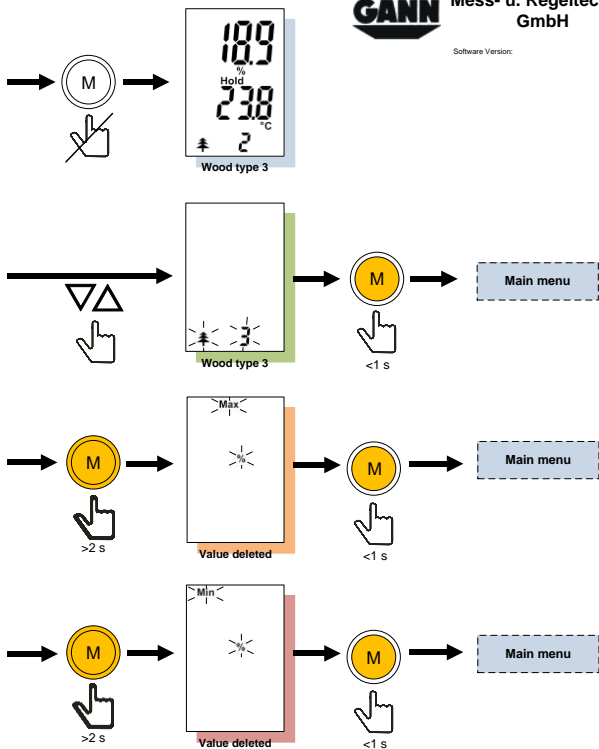 GANN
Mess- u. Regeltec
GmbH
Software Version:
M
18.9
%
Hold
23.8
°C
2
Wood type 3
3
Wood type 3
M
<1 s
Main menu
M
>2 s
Max
%
Value deleted
M
<1 s
Main menu
M
>2 s
Min
%
Value deleted
M
<1 s
Main menu